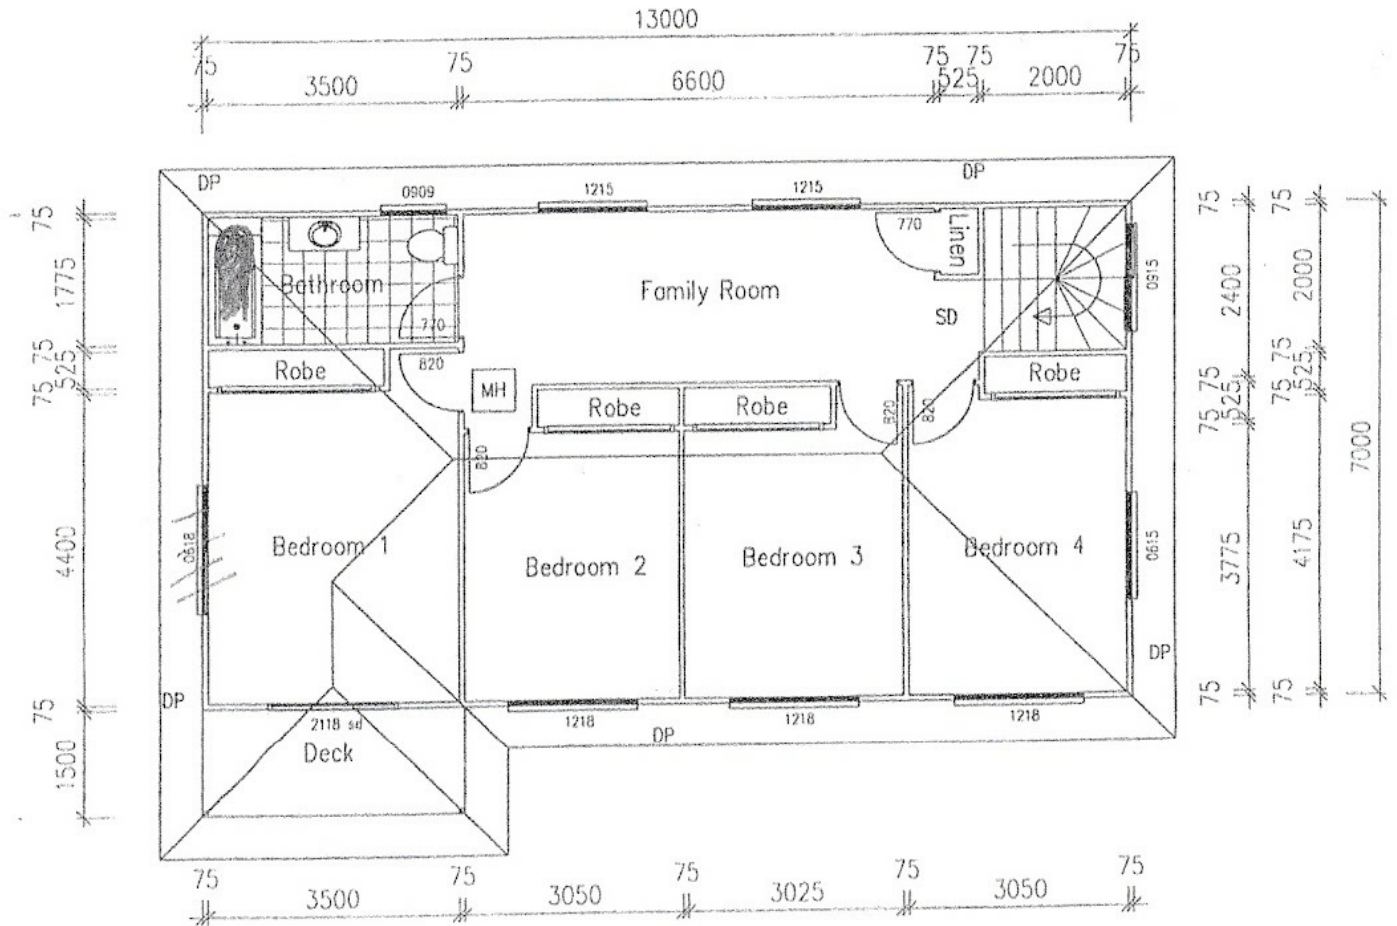 13000
75 75 75 75 75
3500 6600 525 2000
DP DP
0909 1215 1215
770 Linen
Bathroom
Family Room
SD
770
820
Robe
MH
Robe
Robe
Robe
820
820
820
0915
0618
Bedroom 1
Bedroom 2
Bedroom 3
Bedroom 4
0615
DP
DP
2118 sd
1218
1218
1218
DP
Deck
75
1775
75
525
75
4400
75
1500
75
2400
75
525
75
3775
75
75
2000
75
525
75
4175
75
7000
75 75 75 75 75
3500 3050 3025 3050